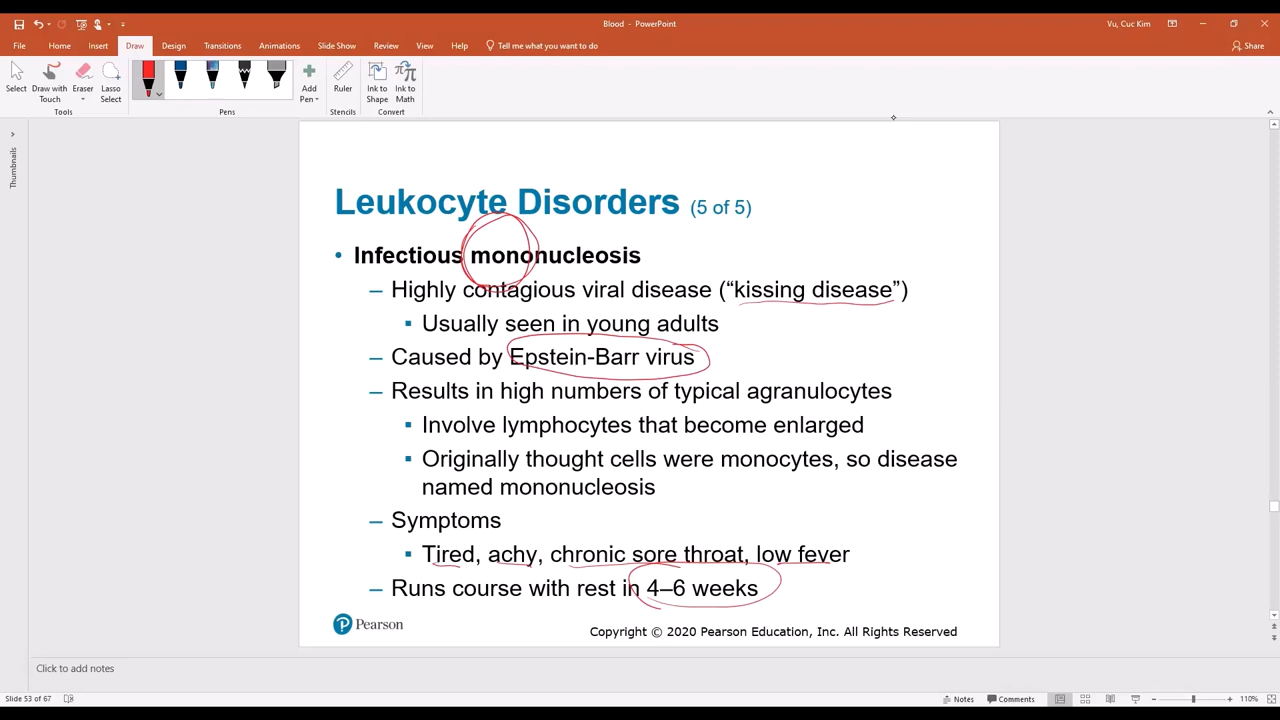 Blood - PowerPoint
Vu, Cuc Kim
File Home Insert Draw Design Transitions Animations Slide Show Review View Help Tell me what you want to do Share
Select
Draw with Touch
Eraser
Lasso Select
Add Pen
Ruler
Ink to Shape
Ink to Math
Tools Pens Stencils Convert
Thumbnails
Leukocyte Disorders (5 of 5)
• Infectious mononucleosis
– Highly contagious viral disease (“kissing disease”)
▪ Usually seen in young adults
– Caused by Epstein-Barr virus
– Results in high numbers of typical agranulocytes
▪ Involve lymphocytes that become enlarged
▪ Originally thought cells were monocytes, so disease
named mononucleosis
– Symptoms
▪ Tired, achy, chronic sore throat, low fever
– Runs course with rest in 4–6 weeks
P Pearson
Copyright © 2020 Pearson Education, Inc. All Rights Reserved
Click to add notes
Slide 53 of 67 Notes Comments 110%